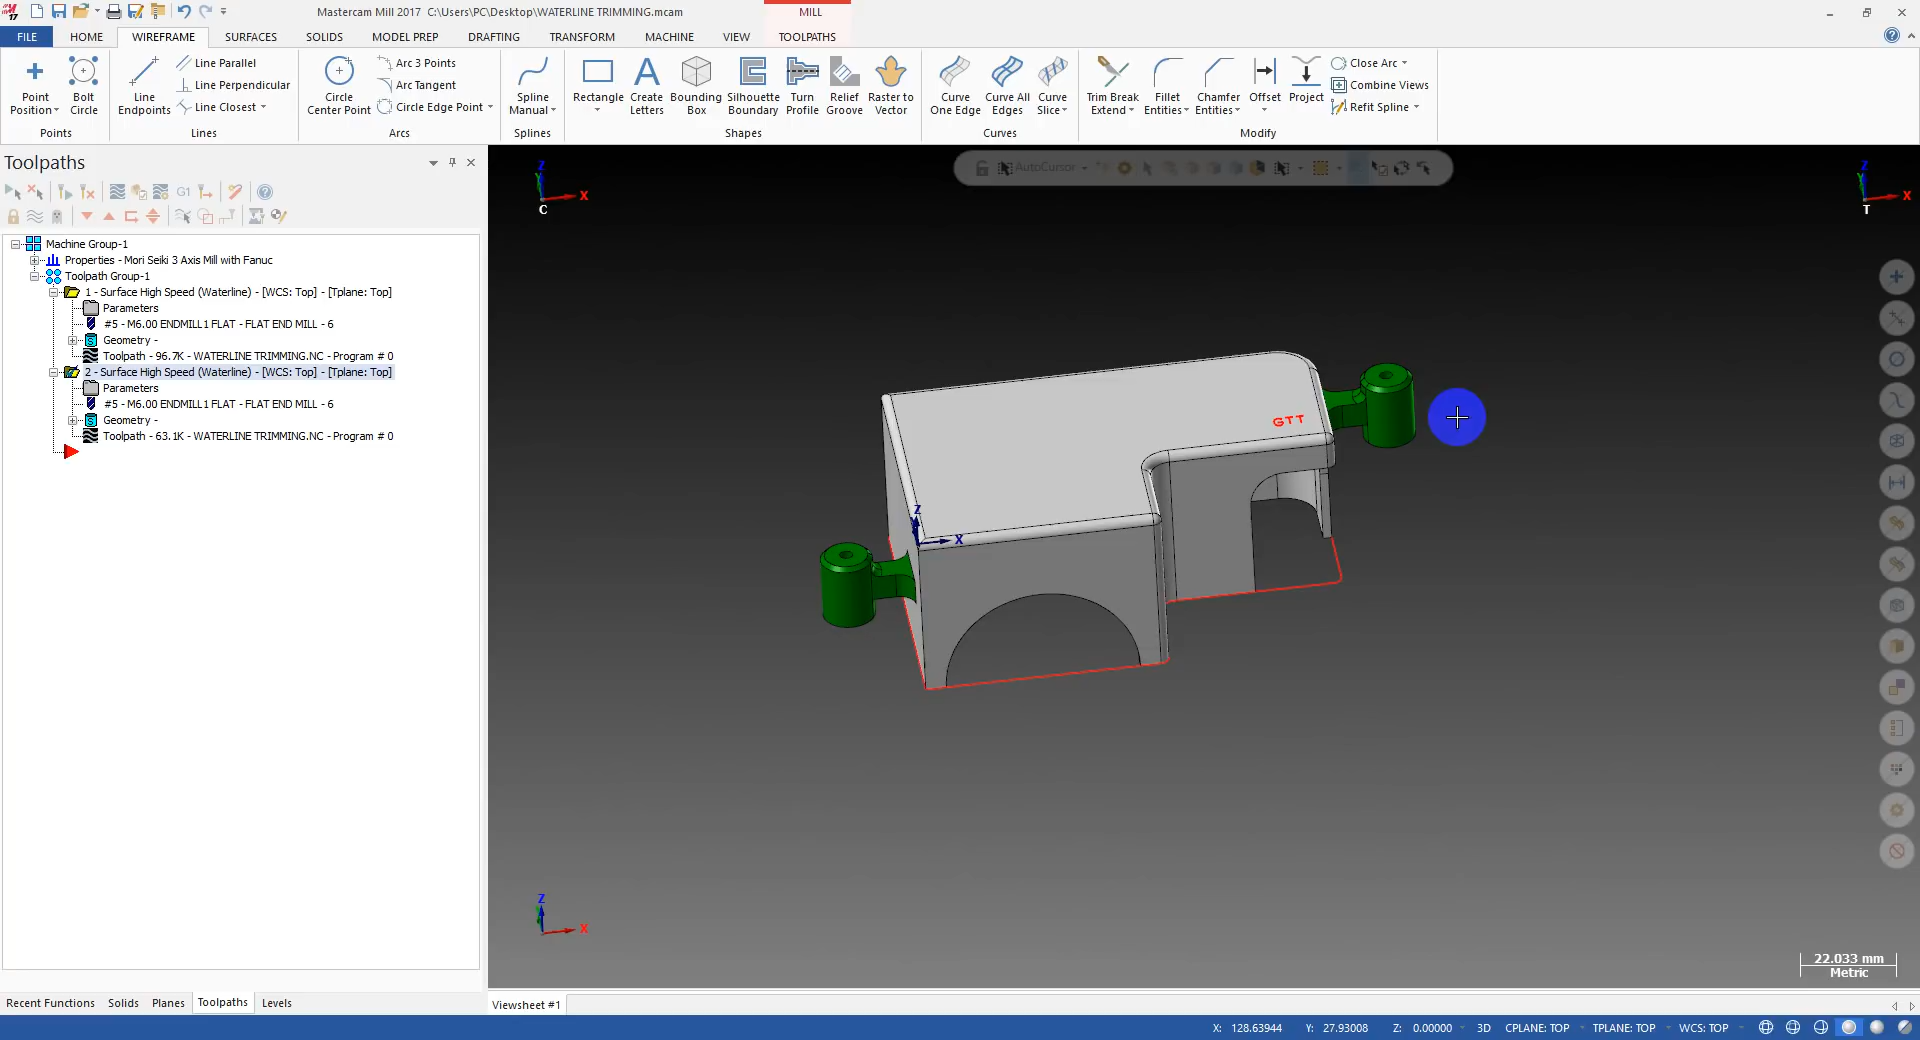 Mastercam Mill 2017 C:\Users\PC\Desktop\WATERLINE TRIMMING.mcam
MILL
FILE HOME WIREFRAME SURFACES SOLIDS MODEL PREP DRAFTING TRANSFORM MACHINE VIEW TOOLPATHS
Point Position
Bolt Circle
Points
Line Endpoints
Line Parallel
Line Perpendicular
Line Closest
Lines
Circle Center Point
Arc 3 Points
Arc Tangent
Circle Edge Point
Arcs
Spline Manual
Splines
Rectangle
Create Letters
Bounding Box
Silhouette Boundary
Turn Profile
Relief Groove
Raster to Vector
Shapes
Curve One Edge
Curve All Edges
Curve Slice
Curves
Trim Break Extend
Fillet Entities
Chamfer Entities
Offset
Project
Close Arc
Combine Views
Refit Spline
Modify
Toolpaths
G1
Machine Group-1
Properties - Mori Seiki 3 Axis Mill with Fanuc
Toolpath Group-1
1 - Surface High Speed (Waterline) - [WCS: Top] - [Tplane: Top]
Parameters
#5 - M6.00 ENDMILL1 FLAT - FLAT END MILL - 6
Geometry -
Toolpath - 96.7K - WATERLINE TRIMMING.NC - Program # 0
2 - Surface High Speed (Waterline) - [WCS: Top] - [Tplane: Top]
Parameters
#5 - M6.00 ENDMILL1 FLAT - FLAT END MILL - 6
Geometry -
Toolpath - 63.1K - WATERLINE TRIMMING.NC - Program # 0
AutoCursor
Z
Y
X
C
Z
Y
X
T
GTT
Z
X
Z
X
22.033 mm
Metric
Recent Functions Solids Planes Toolpaths Levels
Viewsheet #1
X: 128.63944 Y: 27.93008 Z: 0.00000 3D CPLANE: TOP TPLANE: TOP WCS: TOP